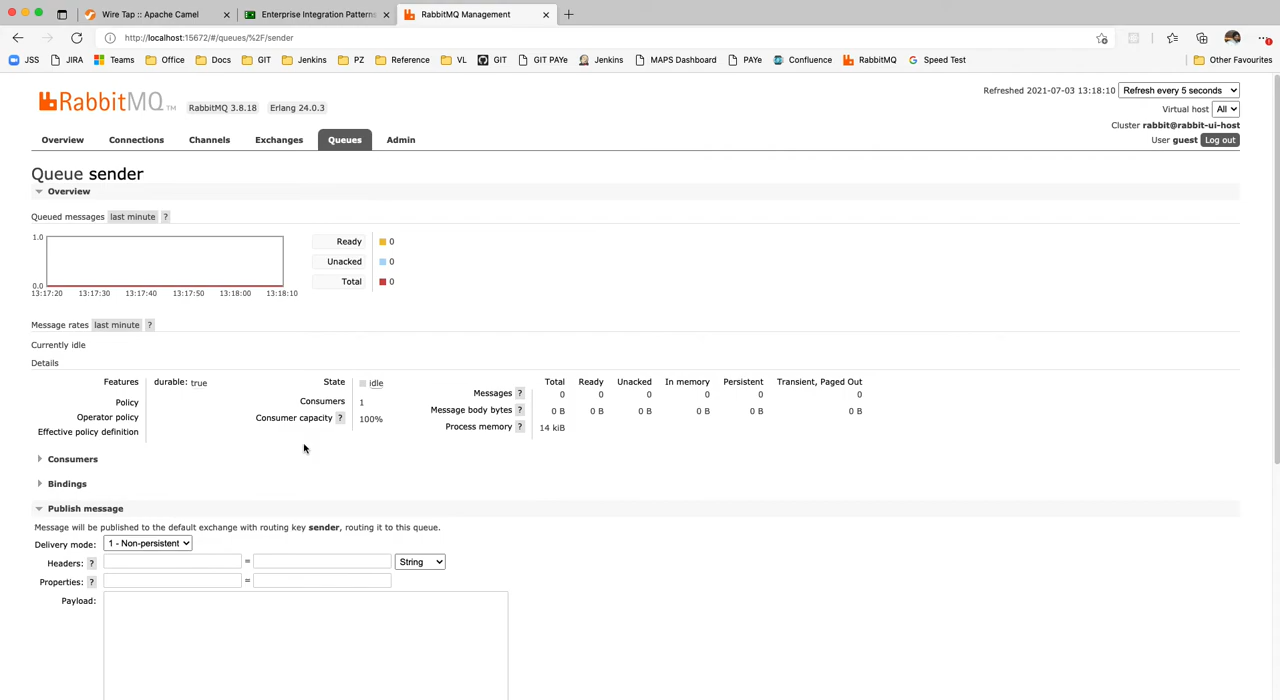 Wire Tap :: Apache Camel
Enterprise Integration Patterns
RabbitMQ Management
http://localhost:15672/#/queues/%2F/sender
JSS JIRA Teams Office Docs GIT Jenkins PZ Reference VL GIT GIT PAYe Jenkins MAPS Dashboard PAYe Confluence RabbitMQ Speed Test Other Favourites
RabbitMQ TM RabbitMQ 3.8.18 Erlang 24.0.3
Refreshed 2021-07-03 13:18:10 Refresh every 5 seconds
Virtual host All
Cluster rabbit@rabbit-ui-host
User guest Log out
Overview Connections Channels Exchanges Queues Admin
Queue sender
Overview
Queued messages last minute ?
1.0
0.0
13:17:20 13:17:30 13:17:40 13:17:50 13:18:00 13:18:10
Ready 0
Unacked 0
Total 0
Message rates last minute ?
Currently idle
Details
Features durable: true
Policy
Operator policy
Effective policy definition
State idle
Consumers 1
Consumer capacity ? 100%
Total Ready Unacked In memory Persistent Transient, Paged Out
Messages ? 0 0 0 0 0 0
Message body bytes ? 0 B 0 B 0 B 0 B 0 B 0 B
Process memory ? 14 kiB
Consumers
Bindings
Publish message
Message will be published to the default exchange with routing key sender, routing it to this queue.
Delivery mode: 1 - Non-persistent
Headers: ? = String
Properties: ? =
Payload: